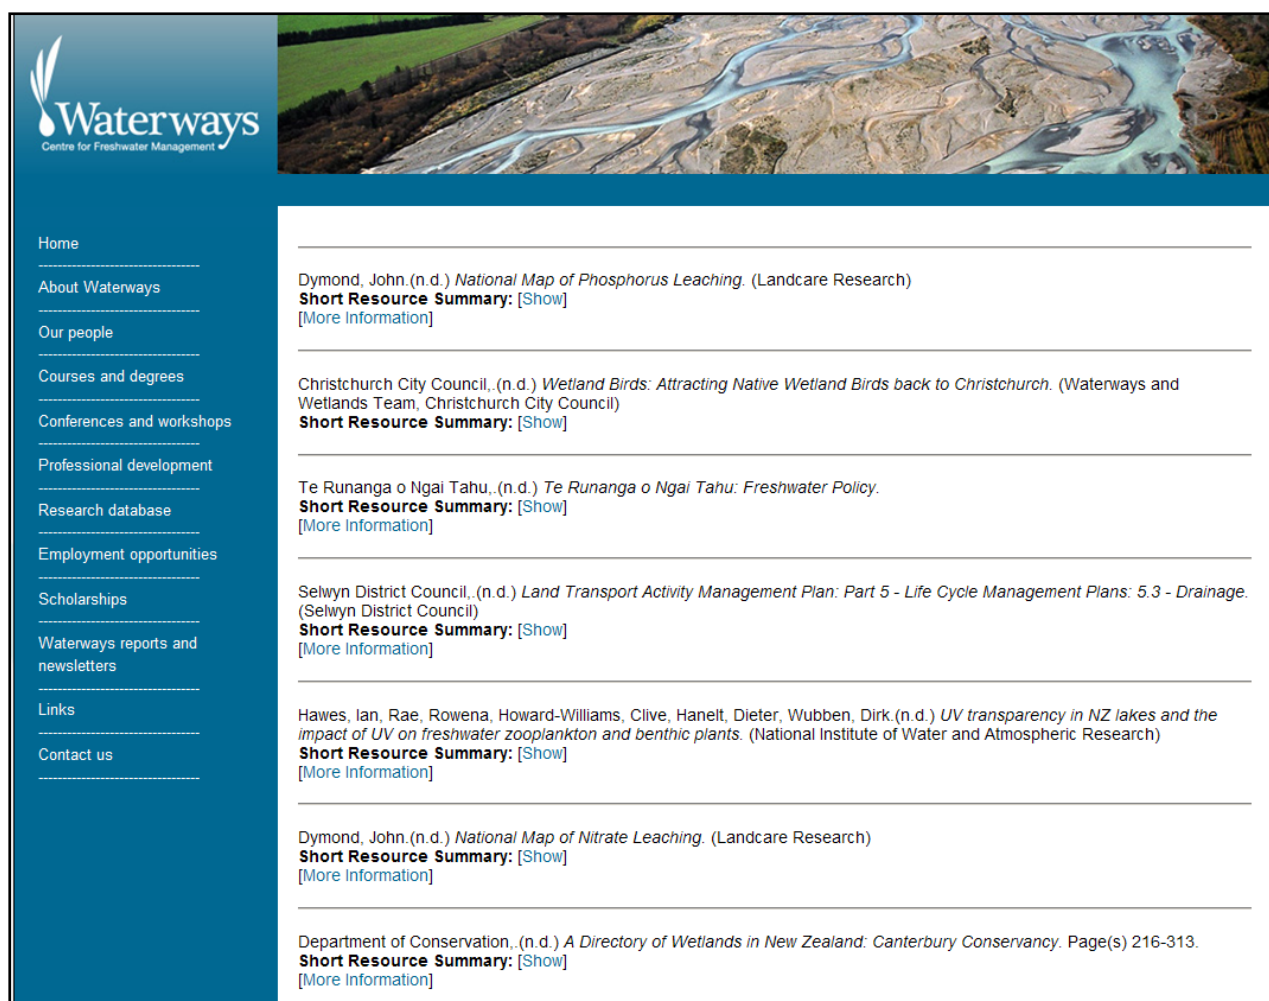 Waterways
Centre for Freshwater Management
Home
----------------------------------
About Waterways
----------------------------------
Our people
----------------------------------
Courses and degrees
----------------------------------
Conferences and workshops
----------------------------------
Professional development
----------------------------------
Research database
----------------------------------
Employment opportunities
----------------------------------
Scholarships
----------------------------------
Waterways reports and
newsletters
----------------------------------
Links
----------------------------------
Contact us
----------------------------------
Dymond, John.(n.d.) National Map of Phosphorus Leaching. (Landcare Research)
Short Resource Summary: [Show]
[More Information]
Christchurch City Council,.(n.d.) Wetland Birds: Attracting Native Wetland Birds back to Christchurch. (Waterways and
Wetlands Team, Christchurch City Council)
Short Resource Summary: [Show]
Te Runanga o Ngai Tahu,.(n.d.) Te Runanga o Ngai Tahu: Freshwater Policy.
Short Resource Summary: [Show]
[More Information]
Selwyn District Council,.(n.d.) Land Transport Activity Management Plan: Part 5 - Life Cycle Management Plans: 5.3 - Drainage.
(Selwyn District Council)
Short Resource Summary: [Show]
[More Information]
Hawes, Ian, Rae, Rowena, Howard-Williams, Clive, Hanelt, Dieter, Wubben, Dirk.(n.d.) UV transparency in NZ lakes and the
impact of UV on freshwater zooplankton and benthic plants. (National Institute of Water and Atmospheric Research)
Short Resource Summary: [Show]
[More Information]
Dymond, John.(n.d.) National Map of Nitrate Leaching. (Landcare Research)
Short Resource Summary: [Show]
[More Information]
Department of Conservation,.(n.d.) A Directory of Wetlands in New Zealand: Canterbury Conservancy. Page(s) 216-313.
Short Resource Summary: [Show]
[More Information]